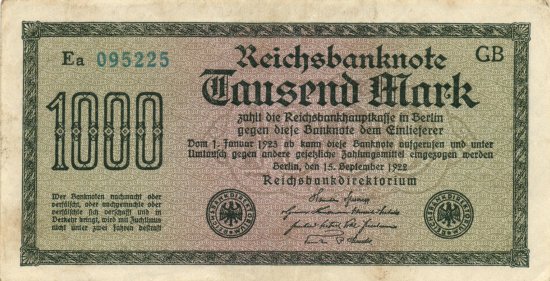 Ea 095225
Reichsbanknote
GB
Tausend Mark
1000
zahlt die Reichsbankhauptkasse in Berlin
gegen diese Banknote dem Einlieferer
Vom 1. Januar 1923 ab kann diese Banknote aufgerufen und unter
Umtausch gegen andere gesetzliche Zahlungsmittel eingezogen werden
Berlin, den 15. September 1922
Reichsbankdirektorium
Wer Banknoten nachmacht oder
verfälscht, oder nachgemachte oder
verfälschte sich verschafft und in
Verkehr bringt, wird mit Zuchthaus
nicht unter zwei Jahren bestraft